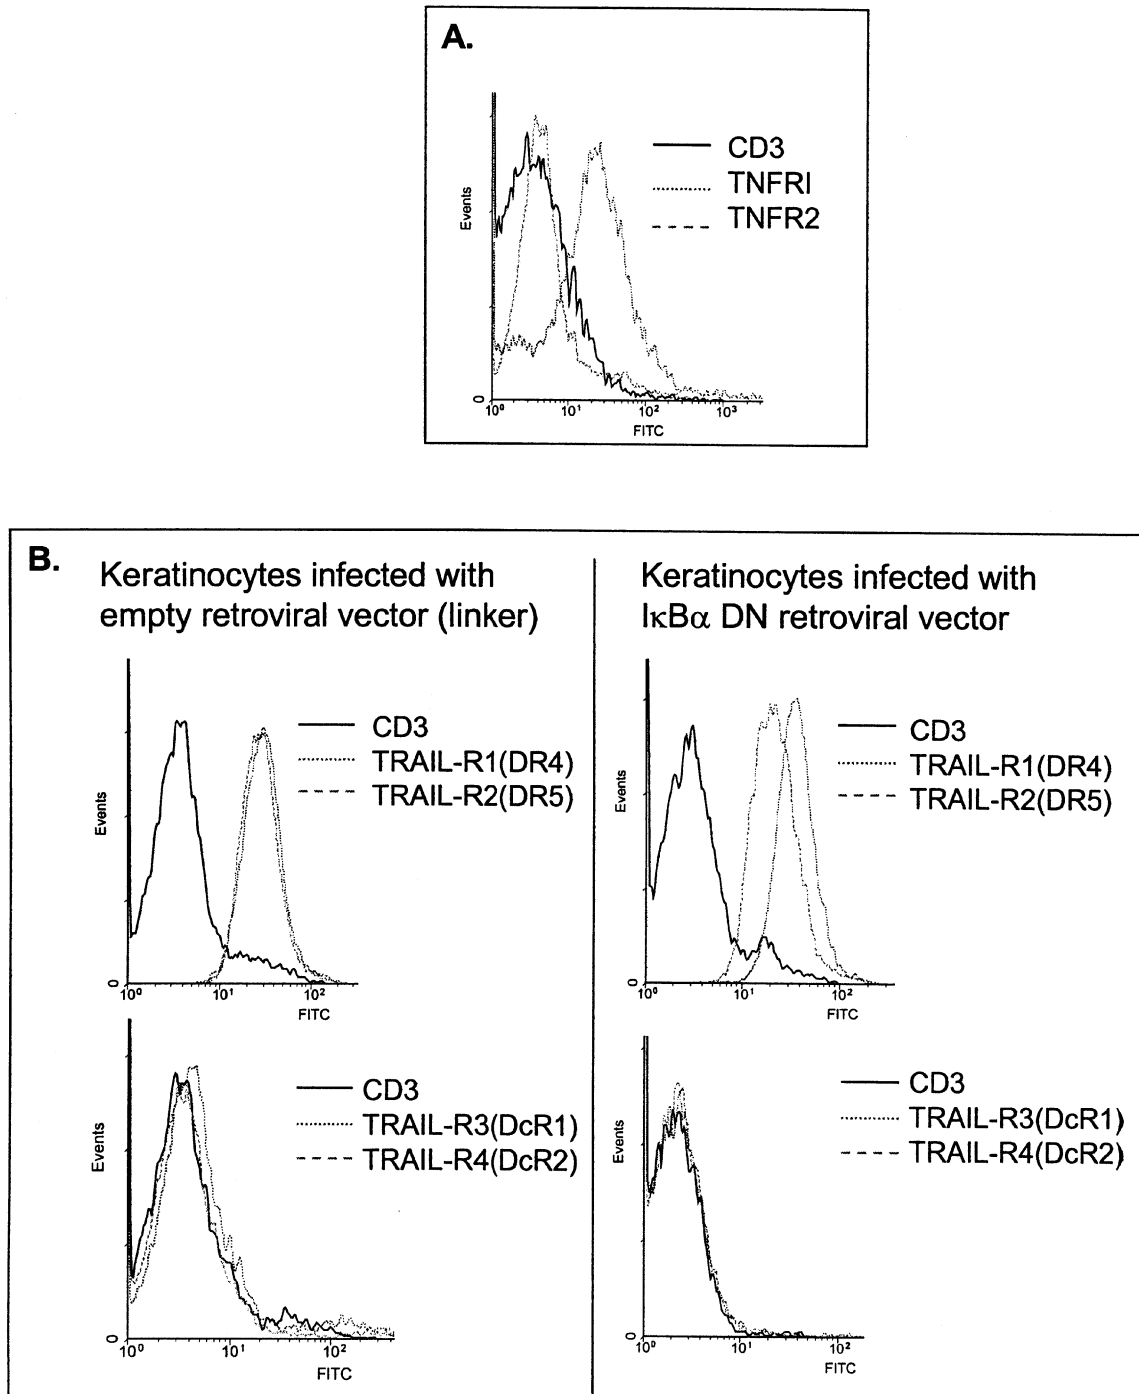 A.
CD3
TNFRI
TNFR2
Events
0
10⁰ 10¹ 10² 10³
FITC
B.
Keratinocytes infected with
empty retroviral vector (linker)
CD3
TRAIL-R1(DR4)
TRAIL-R2(DR5)
Events
0
10⁰ 10¹ 10²
FITC
CD3
TRAIL-R3(DcR1)
TRAIL-R4(DcR2)
Events
0
10⁰ 10¹ 10²
FITC
Keratinocytes infected with
IκBα DN retroviral vector
CD3
TRAIL-R1(DR4)
TRAIL-R2(DR5)
Events
0
10⁰ 10¹ 10²
FITC
CD3
TRAIL-R3(DcR1)
TRAIL-R4(DcR2)
Events
0
10⁰ 10¹ 10²
FITC